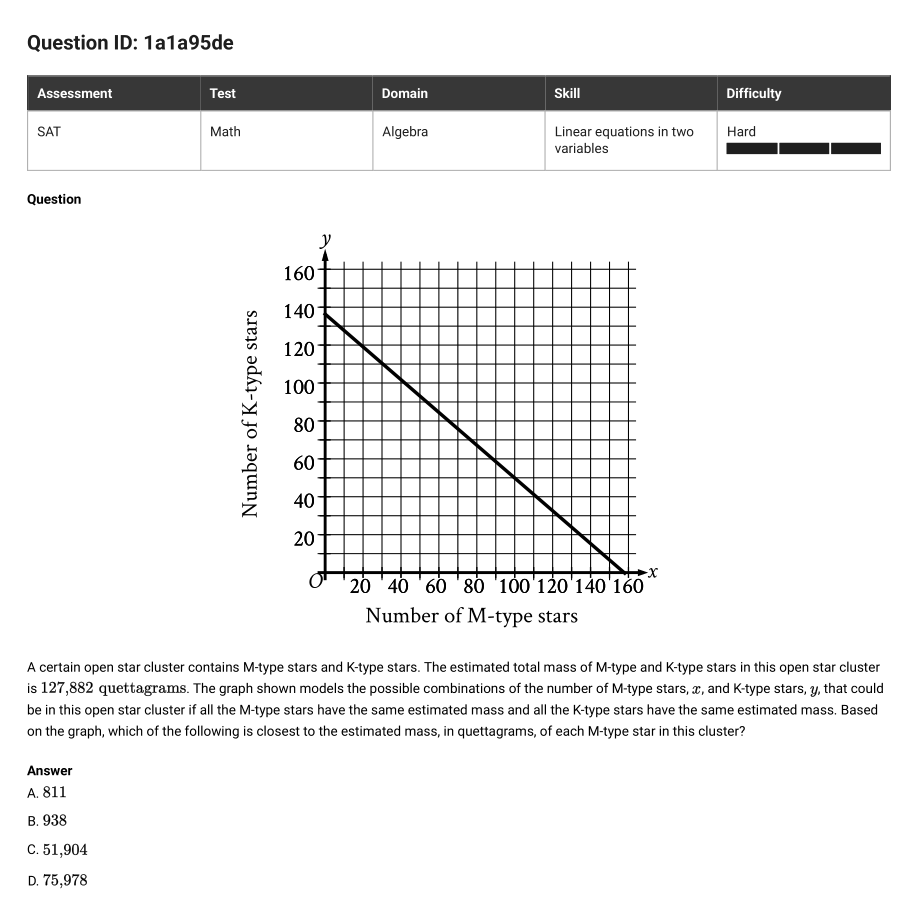 Question ID: 1a1a95de
Assessment Test Domain Skill Difficulty
SAT Math Algebra Linear equations in two variables Hard
Question
y
160
140
120
100
80
60
40
20
Number of K-type stars
O 20 40 60 80 100 120 140 160 x
Number of M-type stars
A certain open star cluster contains M-type stars and K-type stars. The estimated total mass of M-type and K-type stars in this open star cluster
is 127,882 quettagrams. The graph shown models the possible combinations of the number of M-type stars, x, and K-type stars, y, that could
be in this open star cluster if all the M-type stars have the same estimated mass and all the K-type stars have the same estimated mass. Based
on the graph, which of the following is closest to the estimated mass, in quettagrams, of each M-type star in this cluster?
Answer
A. 811
B. 938
C. 51,904
D. 75,978